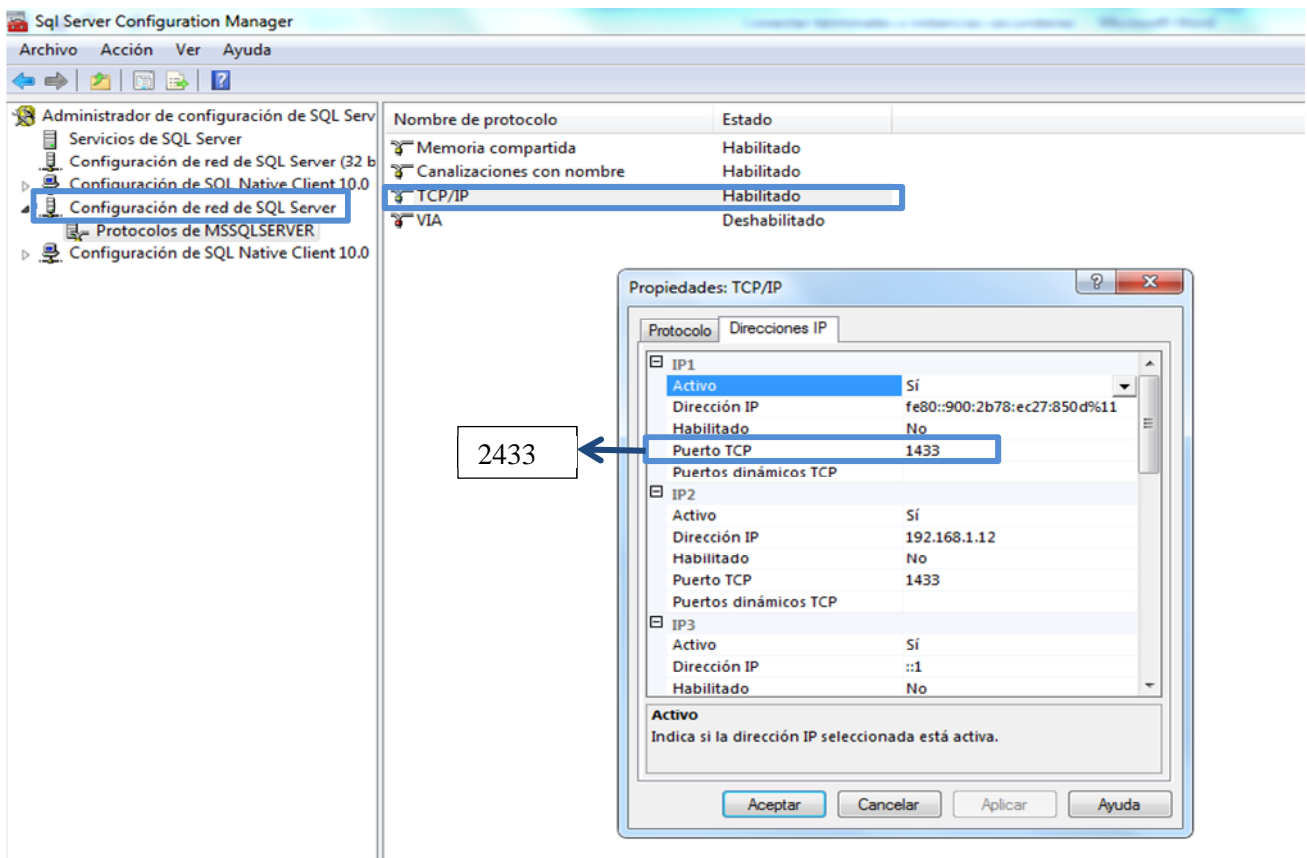 Sql Server Configuration Manager
Archivo Acción Ver Ayuda
Administrador de configuración de SQL Serv
Servicios de SQL Server
Configuración de red de SQL Server (32 b
Configuración de SQL Native Client 10.0
Configuración de red de SQL Server
Protocolos de MSSQLSERVER
Configuración de SQL Native Client 10.0
Nombre de protocolo Estado
Memoria compartida Habilitado
Canalizaciones con nombre Habilitado
TCP/IP Habilitado
VIA Deshabilitado
Propiedades: TCP/IP
Protocolo Direcciones IP
IP1
Activo Sí
Dirección IP fe80::900:2b78:ec27:850d%11
Habilitado No
Puerto TCP 1433
Puertos dinámicos TCP
IP2
Activo Sí
Dirección IP 192.168.1.12
Habilitado No
Puerto TCP 1433
Puertos dinámicos TCP
IP3
Activo Sí
Dirección IP ::1
Habilitado No
Activo
Indica si la dirección IP seleccionada está activa.
Aceptar Cancelar Aplicar Ayuda
2433